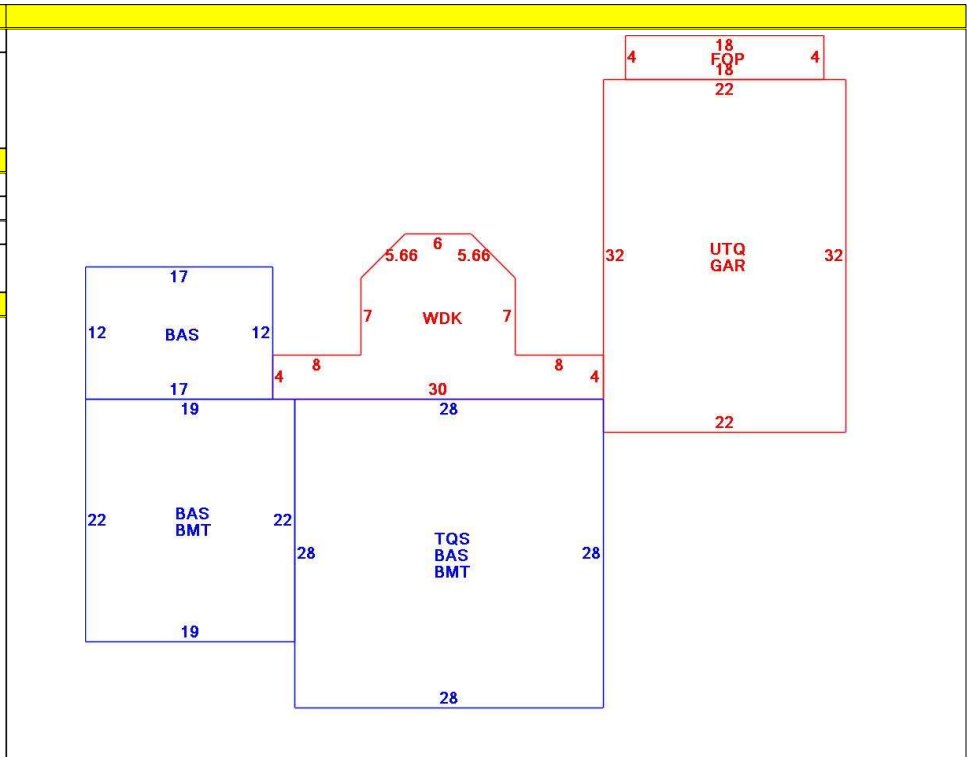 18
4 FOP 4
18
22
32 UTQ 32
GAR
22
6
5.66 5.66
7 WDK 7
8 8
4 30 4
17
12 BAS 12
17
19
22 BAS 22
BMT
19
28
28 TQS 28
BAS
BMT
28